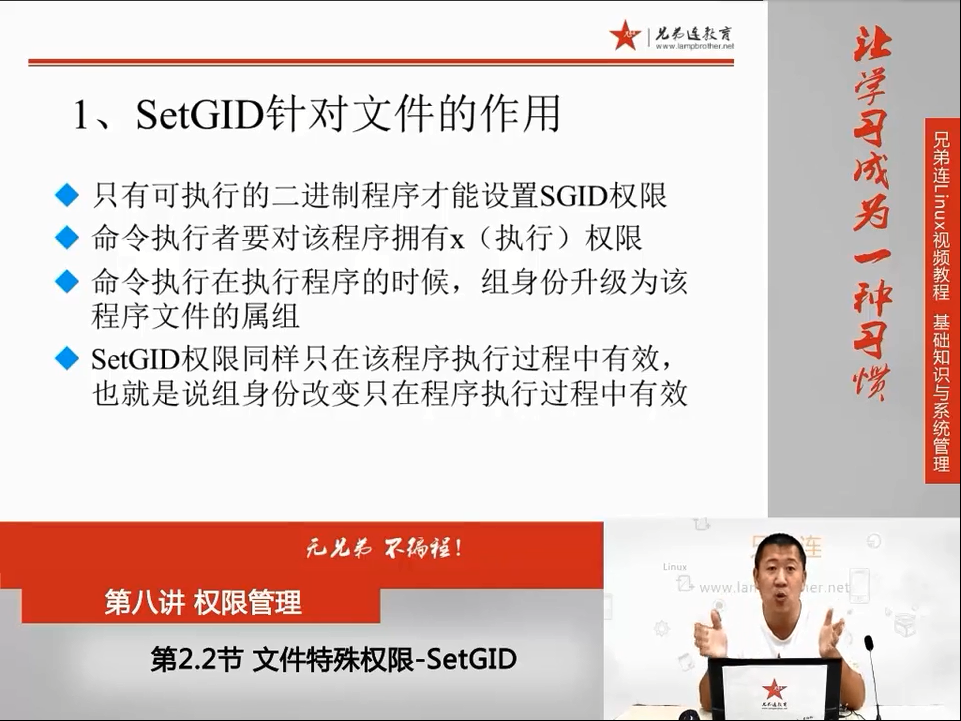 兄弟连教育
www.lampbrother.net
1、SetGID针对文件的作用
只有可执行的二进制程序才能设置SGID权限
命令执行者要对该程序拥有x（执行）权限
命令执行在执行程序的时候，组身份升级为该
程序文件的属组
SetGID权限同样只在该程序执行过程中有效，
也就是说组身份改变只在程序执行过程中有效
让学习成为一种习惯
兄弟连Linux视频教程 基础知识与系统管理
无兄弟 不编程!
第八讲 权限管理
第2.2节 文件特殊权限-SetGID
Linux
兄弟连教育